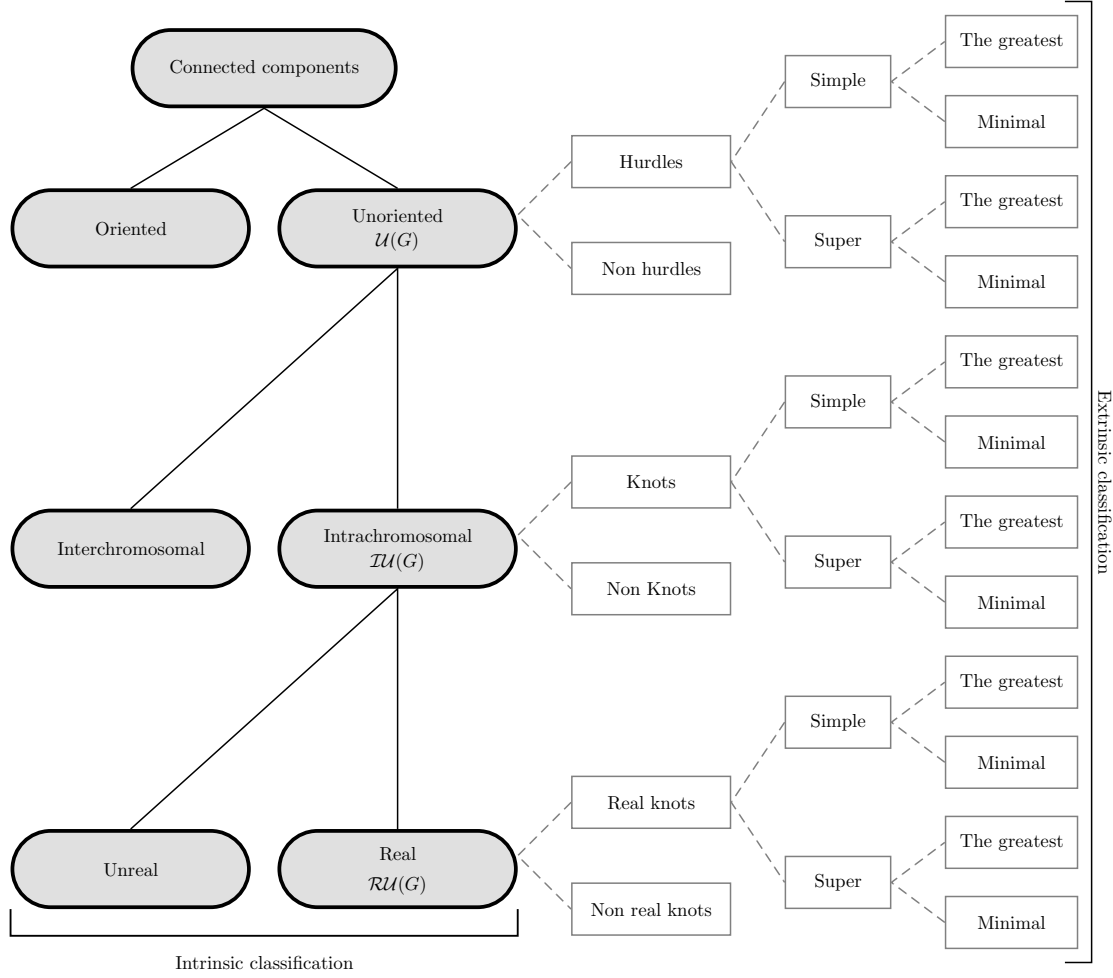 Connected components
Oriented
Unoriented
𝒰(G)
Hurdles
Non hurdles
Simple
Super
The greatest
Minimal
The greatest
Minimal
Interchromosomal
Intrachromosomal
ℐ𝒰(G)
Knots
Non Knots
Simple
Super
The greatest
Minimal
The greatest
Minimal
Unreal
Real
ℛ𝒰(G)
Real knots
Non real knots
Simple
Super
The greatest
Minimal
The greatest
Minimal
Intrinsic classification
Extrinsic classification